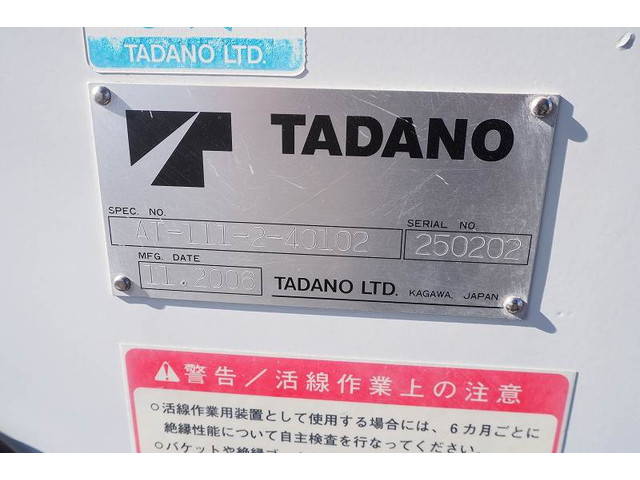 TADANO LTD.
TADANO
SPEC. NO.
AT-111-2-40102
SERIAL NO.
250202
MFG. DATE
11.2006
TADANO LTD. KAGAWA, JAPAN
警告／活線作業上の注意
○活線作業用装置として使用する場合には、6カ月ごとに
絶縁性能について自主検査を行なってください。
○バケットや絶縁